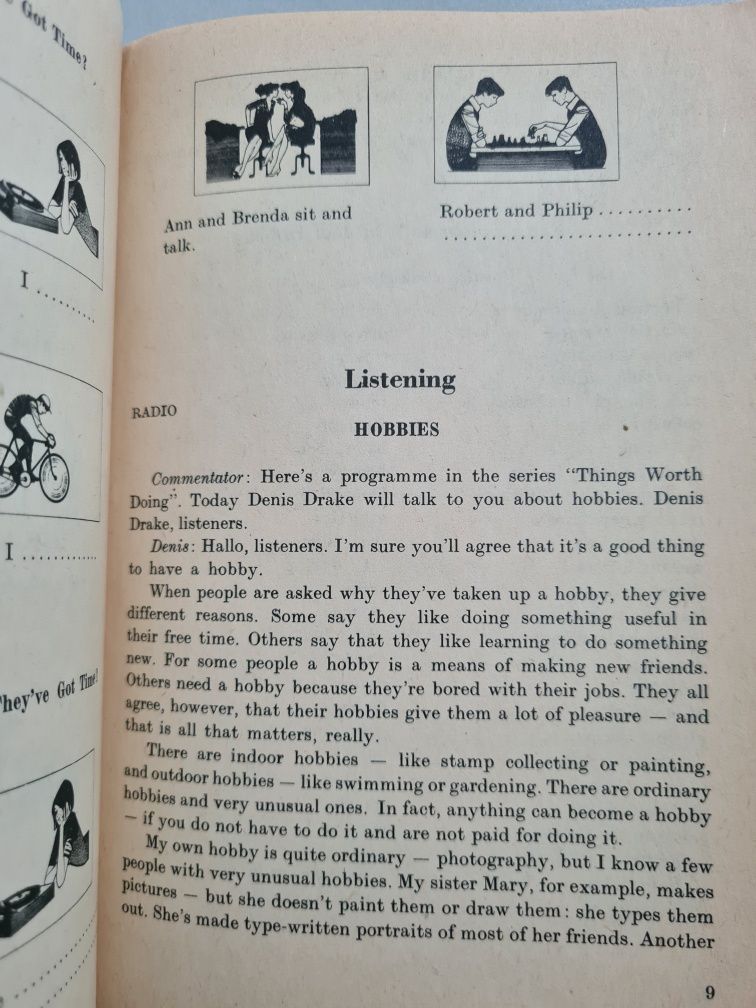 's Got Time?
I ..........
I .............
They've Got Time?
Ann and Brenda sit and
talk.
Robert and Philip ..........
..........................
Listening
RADIO
HOBBIES
Commentator: Here's a programme in the series “Things Worth
Doing”. Today Denis Drake will talk to you about hobbies. Denis
Drake, listeners.
Denis: Hallo, listeners. I'm sure you'll agree that it's a good thing
to have a hobby.
When people are asked why they've taken up a hobby, they give
different reasons. Some say they like doing something useful in
their free time. Others say that they like learning to do something
new. For some people a hobby is a means of making new friends.
Others need a hobby because they're bored with their jobs. They all
agree, however, that their hobbies give them a lot of pleasure — and
that is all that matters, really.
There are indoor hobbies — like stamp collecting or painting,
and outdoor hobbies — like swimming or gardening. There are ordinary
hobbies and very unusual ones. In fact, anything can become a hobby
— if you do not have to do it and are not paid for doing it.
My own hobby is quite ordinary — photography, but I know a few
people with very unusual hobbies. My sister Mary, for example, makes
pictures — but she doesn't paint them or draw them: she types them
out. She's made type-written portraits of most of her friends. Another
9